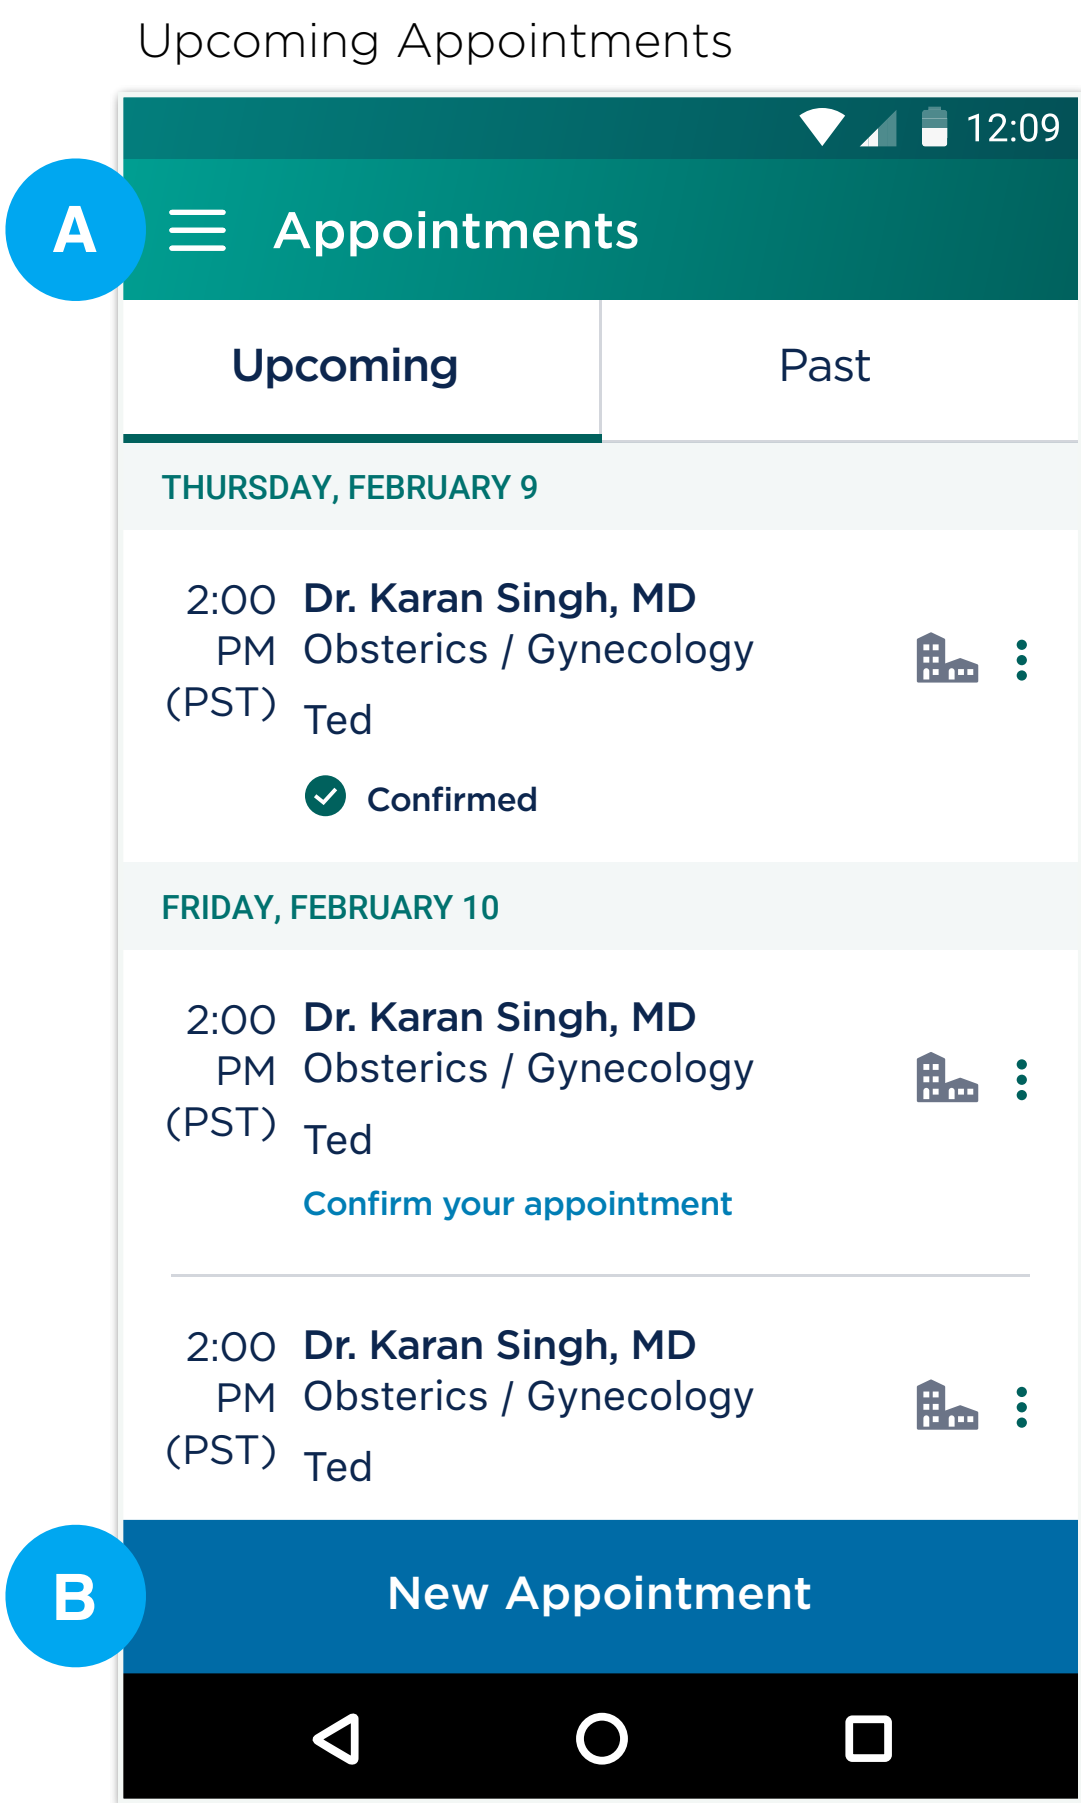 Upcoming Appointments
12:09
A
Appointments
Upcoming
Past
THURSDAY, FEBRUARY 9
2:00 PM (PST)
Dr. Karan Singh, MD
Obsterics / Gynecology
Ted
Confirmed
FRIDAY, FEBRUARY 10
2:00 PM (PST)
Dr. Karan Singh, MD
Obsterics / Gynecology
Ted
Confirm your appointment
2:00 PM (PST)
Dr. Karan Singh, MD
Obsterics / Gynecology
Ted
B
New Appointment